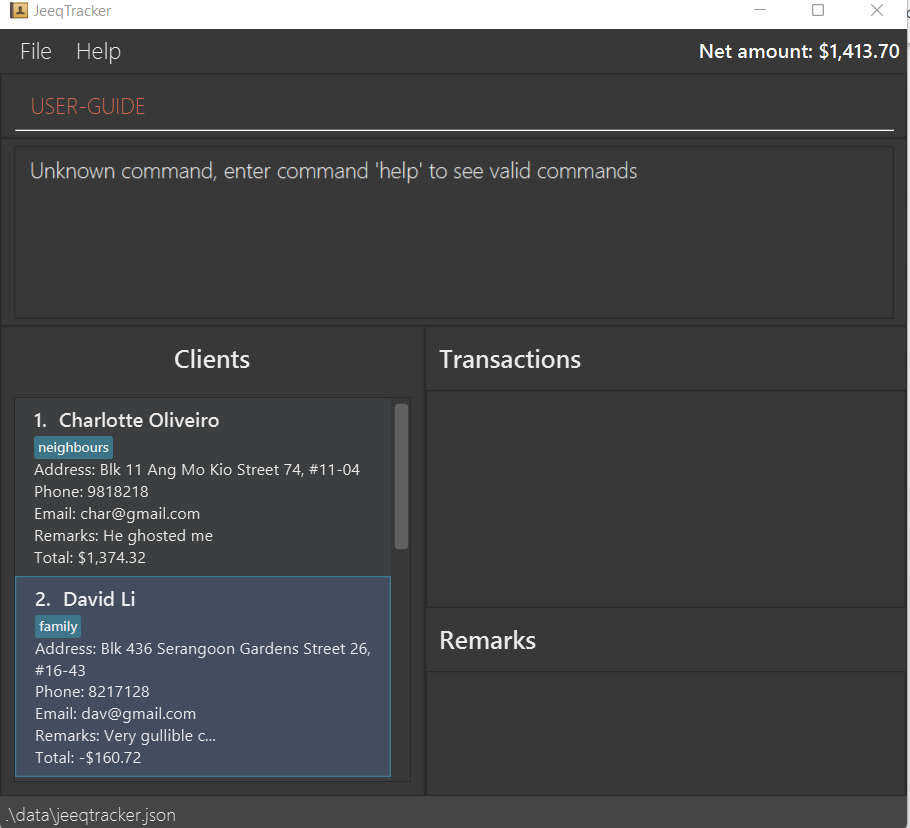 JeeqTracker
File Help Net amount: $1,413.70
USER-GUIDE
Unknown command, enter command 'help' to see valid commands
Clients
1. Charlotte Oliveiro
neighbours
Address: Blk 11 Ang Mo Kio Street 74, #11-04
Phone: 9818218
Email: char@gmail.com
Remarks: He ghosted me
Total: $1,374.32
2. David Li
family
Address: Blk 436 Serangoon Gardens Street 26,
#16-43
Phone: 8217128
Email: dav@gmail.com
Remarks: Very gullible c...
Total: -$160.72
Transactions
Remarks
.\data\jeeqtracker.json